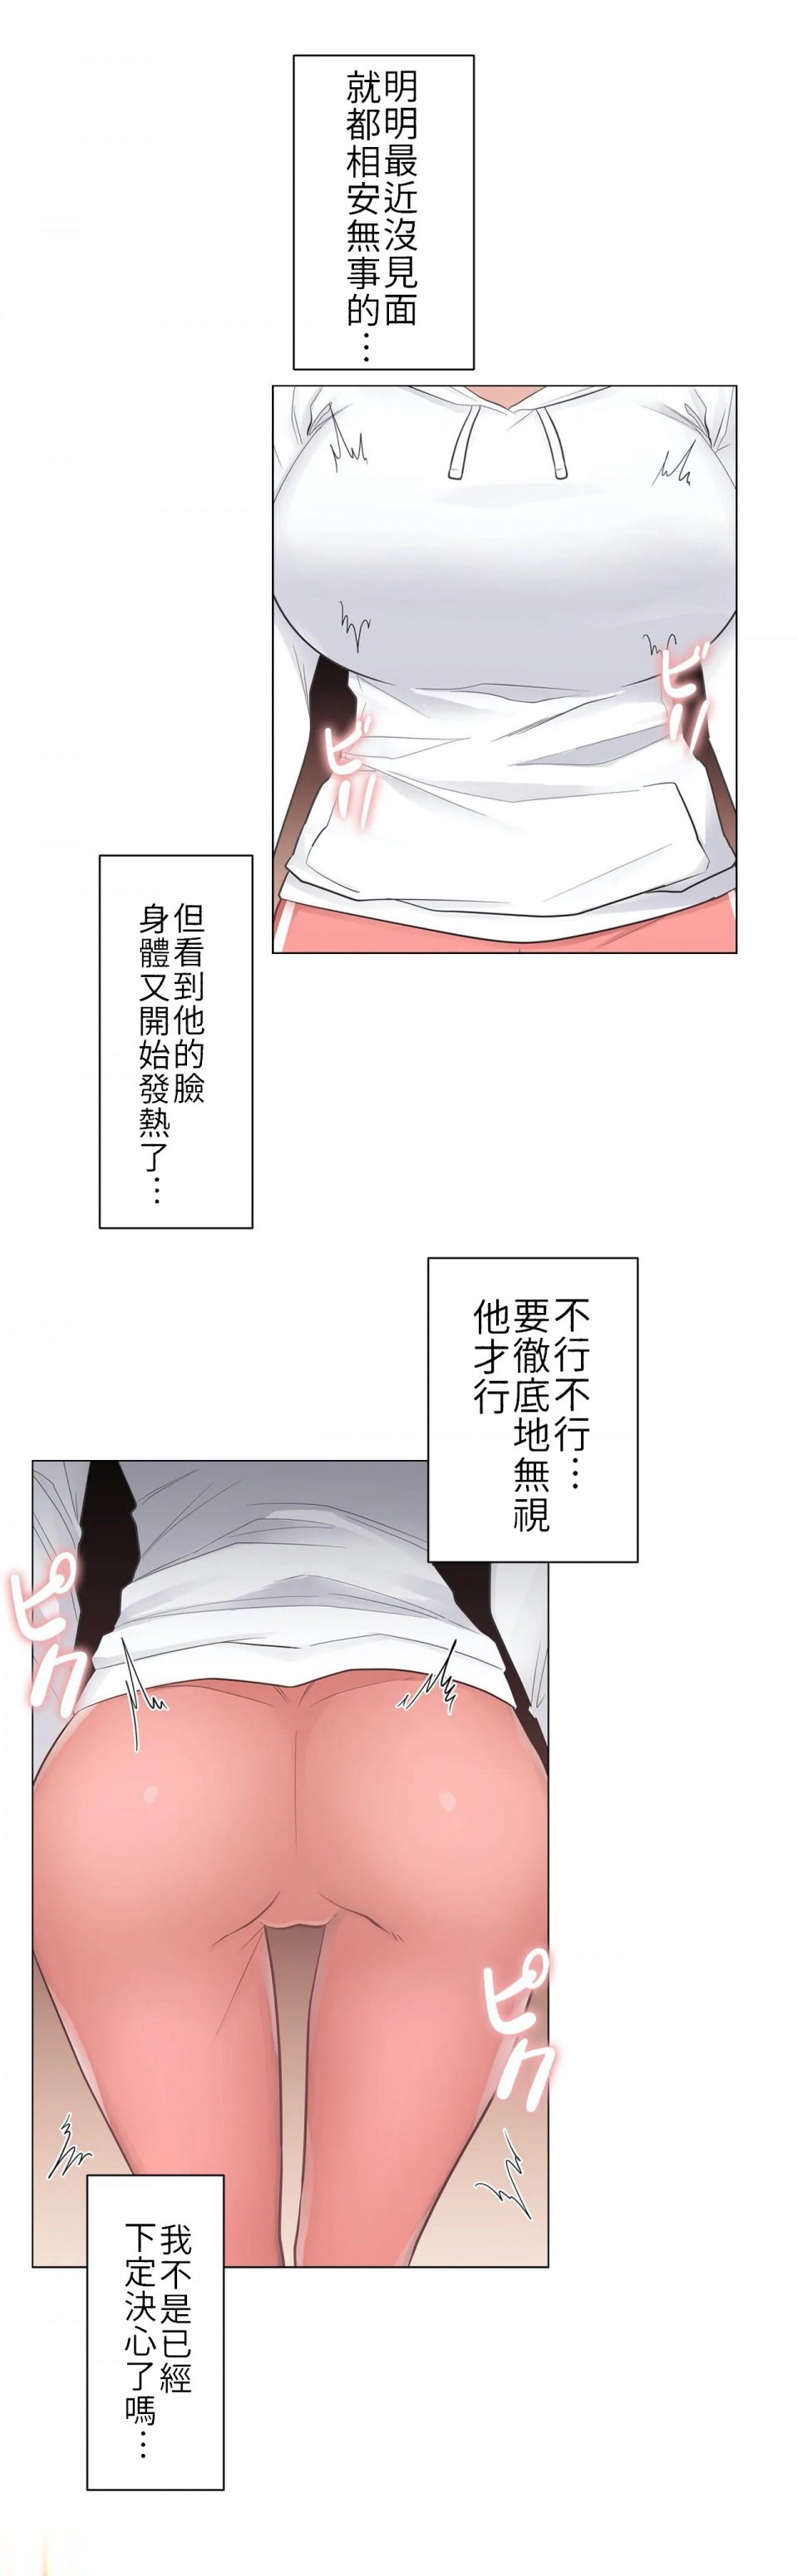 明明最近沒見面
就都相安無事的…
ビ
リ
ビ
リ
但看到他的臉
身體又開始發熱了…
不行不行…
要徹底地無視
他才行
ピ
ク
ピ
ク
我不是已經
下定決心了嗎…